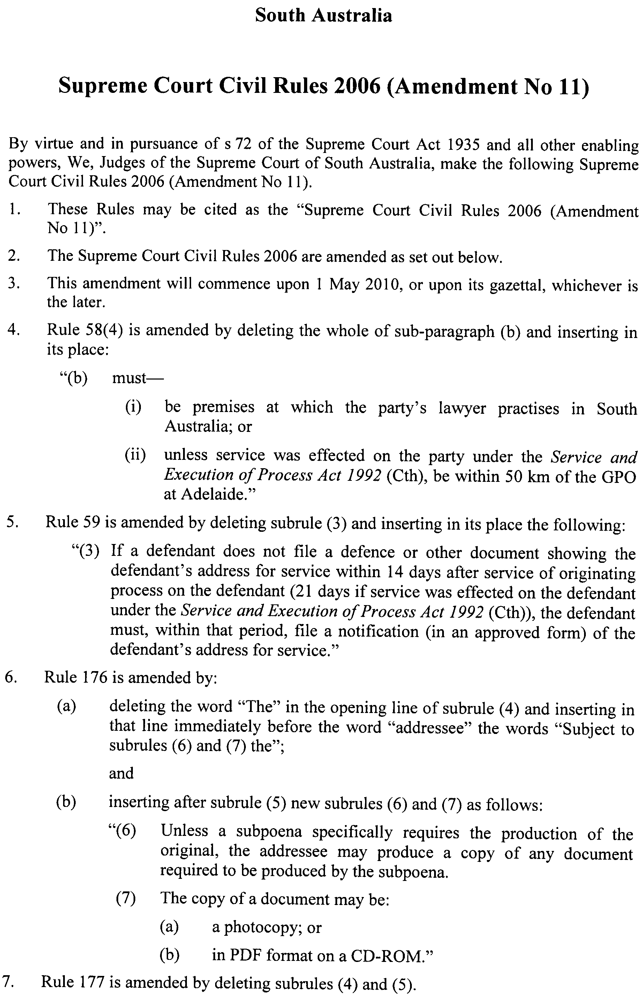 South Australia
Supreme Court Civil Rules 2006 (Amendment No 11)
By virtue and in pursuance of s 72 of the Supreme Court Act 1935 and all other enabling
powers, We, Judges of the Supreme Court of South Australia, make the following Supreme
Court Civil Rules 2006 (Amendment No 11).
1. These Rules may be cited as the “Supreme Court Civil Rules 2006 (Amendment
No 11)”.
2. The Supreme Court Civil Rules 2006 are amended as set out below.
3. This amendment will commence upon 1 May 2010, or upon its gazettal, whichever is
the later.
4. Rule 58(4) is amended by deleting the whole of sub-paragraph (b) and inserting in
its place:
“(b) must—
(i) be premises at which the party’s lawyer practises in South
Australia; or
(ii) unless service was effected on the party under the Service and
Execution of Process Act 1992 (Cth), be within 50 km of the GPO
at Adelaide.”
5. Rule 59 is amended by deleting subrule (3) and inserting in its place the following:
“(3) If a defendant does not file a defence or other document showing the
defendant’s address for service within 14 days after service of originating
process on the defendant (21 days if service was effected on the defendant
under the Service and Execution of Process Act 1992 (Cth)), the defendant
must, within that period, file a notification (in an approved form) of the
defendant’s address for service.”
6. Rule 176 is amended by:
(a) deleting the word “The” in the opening line of subrule (4) and inserting in
that line immediately before the word “addressee” the words “Subject to
subrules (6) and (7) the”;
and
(b) inserting after subrule (5) new subrules (6) and (7) as follows:
“(6) Unless a subpoena specifically requires the production of the
original, the addressee may produce a copy of any document
required to be produced by the subpoena.
(7) The copy of a document may be:
(a) a photocopy; or
(b) in PDF format on a CD-ROM.”
7. Rule 177 is amended by deleting subrules (4) and (5).